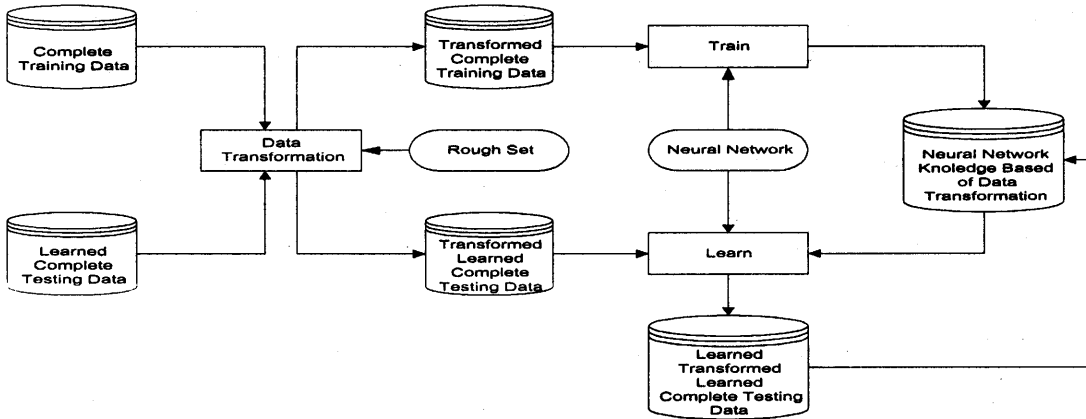 Complete
Training Data
Transformed
Complete
Training Data
Train
Data
Transformation
Rough Set
Neural Network
Neural Network
Knoledge Based
of Data
Transformation
Learned
Complete
Testing Data
Transformed
Learned
Complete
Testing Data
Learn
Learned
Transformed
Learned
Complete Testing
Data